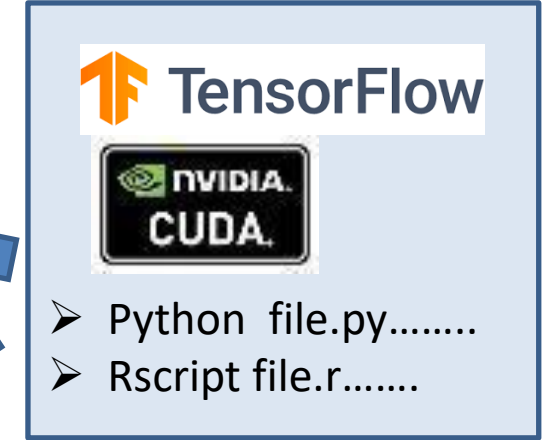 TensorFlow
NVIDIA.
CUDA.
➢ Python file.py……..
➢ Rscript file.r…….